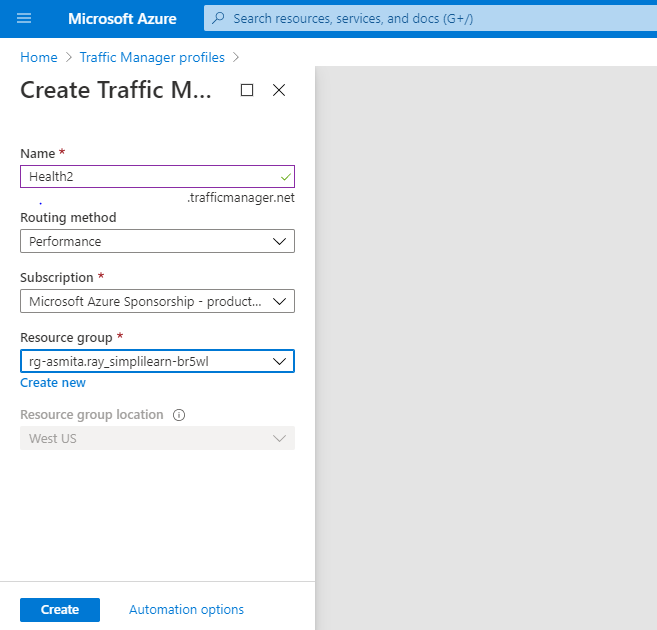 Microsoft Azure
Search resources, services, and docs (G+/)
Home > Traffic Manager profiles >
Create Traffic M...
Name *
Health2
.trafficmanager.net
Routing method
Performance
Subscription *
Microsoft Azure Sponsorship - product...
Resource group *
rg-asmita.ray_simplilearn-br5wl
Create new
Resource group location
West US
Create
Automation options